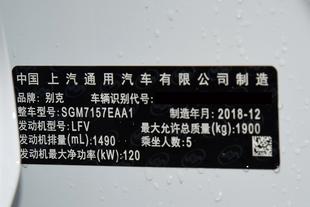 中国 上汽通用汽车有限公司制造
品牌：别克 车辆识别代号：
整车型号：SGM7157EAA1 制造年月：2018-12
发动机型号：LFV 最大允许总质量(kg)：1900
发动机排量(mL)：1490 乘坐人数：5
发动机最大净功率(kW)：120